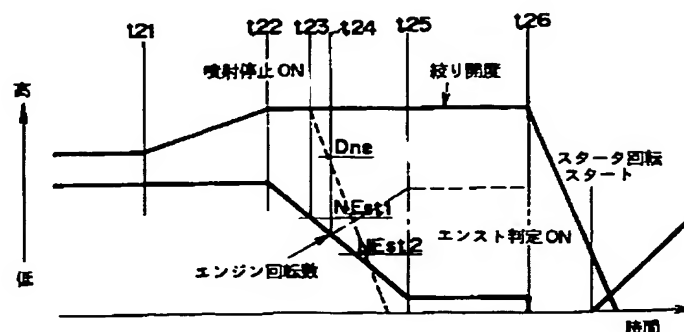 t21
t22
t23
t24
t25
t26
噴射停止ON
絞り開度
高
Dne
スタータ回転
スタート
NEst1
NEst2
エンスト判定ON
エンジン回転数
低
時間